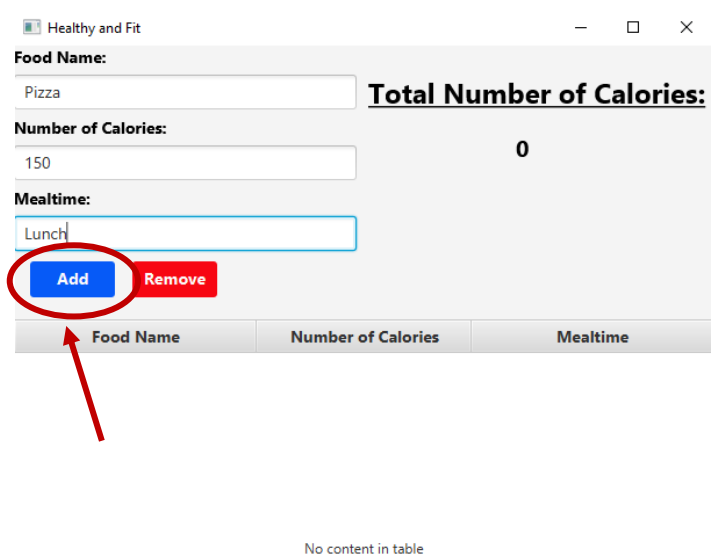 Healthy and Fit
Food Name:
Pizza
Total Number of Calories:
Number of Calories:
0
150
Mealtime:
Lunch
Add Remove
Food Name Number of Calories Mealtime
No content in table